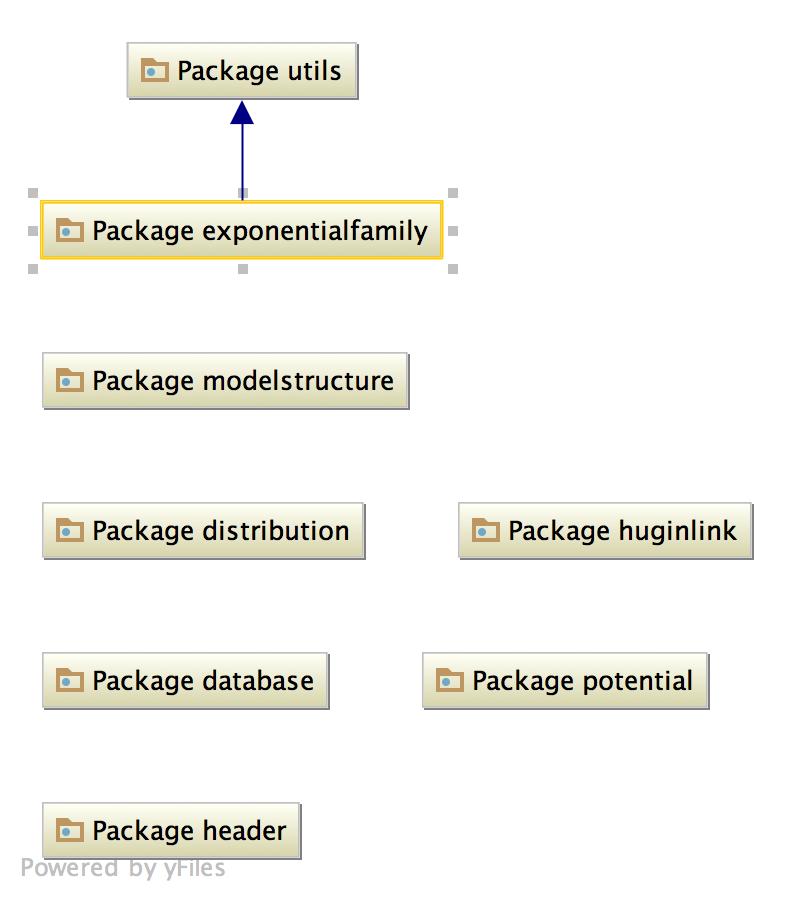 Package utils
Package exponentialfamily
Package modelstructure
Package distribution
Package huginlink
Package database
Package potential
Package header
Powered by yFiles